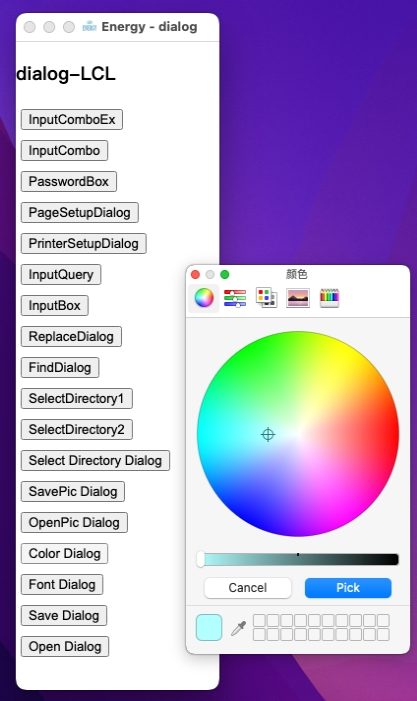 Energy - dialog
dialog-LCL
InputComboEx
InputCombo
PasswordBox
PageSetupDialog
PrinterSetupDialog
InputQuery
InputBox
ReplaceDialog
FindDialog
SelectDirectory1
SelectDirectory2
Select Directory Dialog
SavePic Dialog
OpenPic Dialog
Color Dialog
Font Dialog
Save Dialog
Open Dialog
颜色
Cancel
Pick